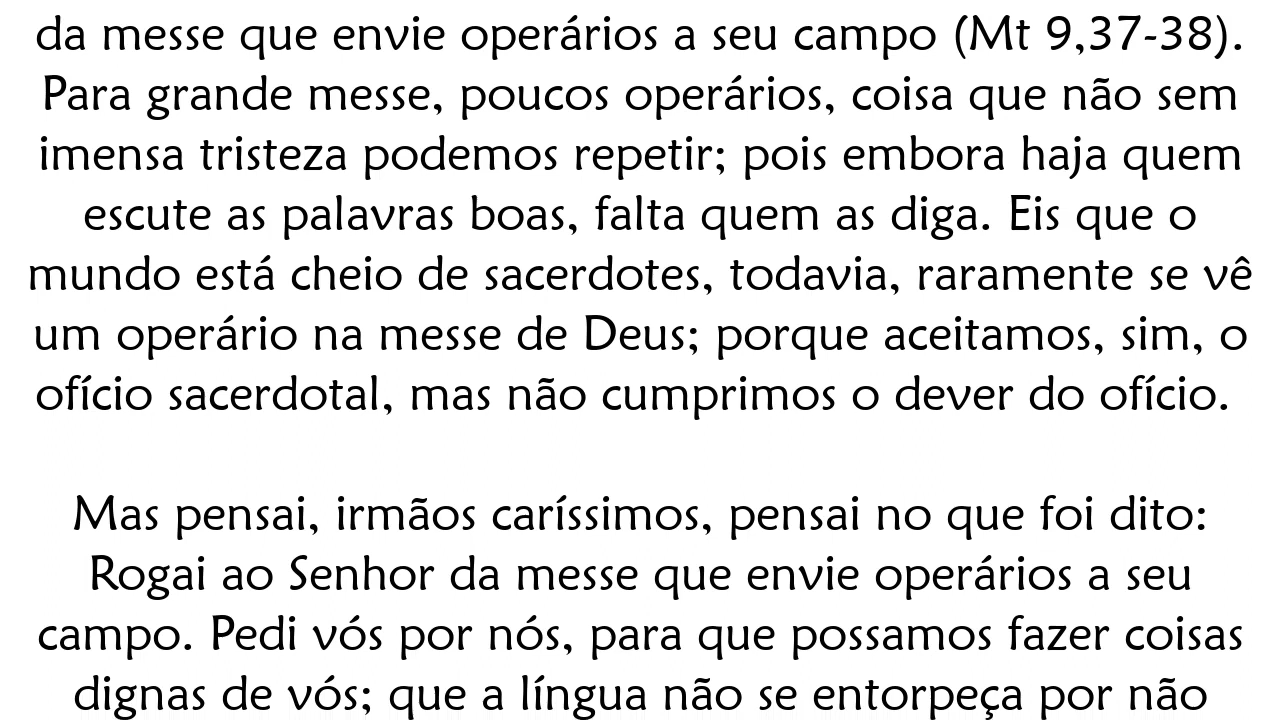 da messe que envie operários a seu campo (Mt 9,37-38).
Para grande messe, poucos operários, coisa que não sem
imensa tristeza podemos repetir; pois embora haja quem
escute as palavras boas, falta quem as diga. Eis que o
mundo está cheio de sacerdotes, todavia, raramente se vê
um operário na messe de Deus; porque aceitamos, sim, o
ofício sacerdotal, mas não cumprimos o dever do ofício.
Mas pensai, irmãos caríssimos, pensai no que foi dito:
Rogai ao Senhor da messe que envie operários a seu
campo. Pedi vós por nós, para que possamos fazer coisas
dignas de vós; que a língua não se entorpeça por não